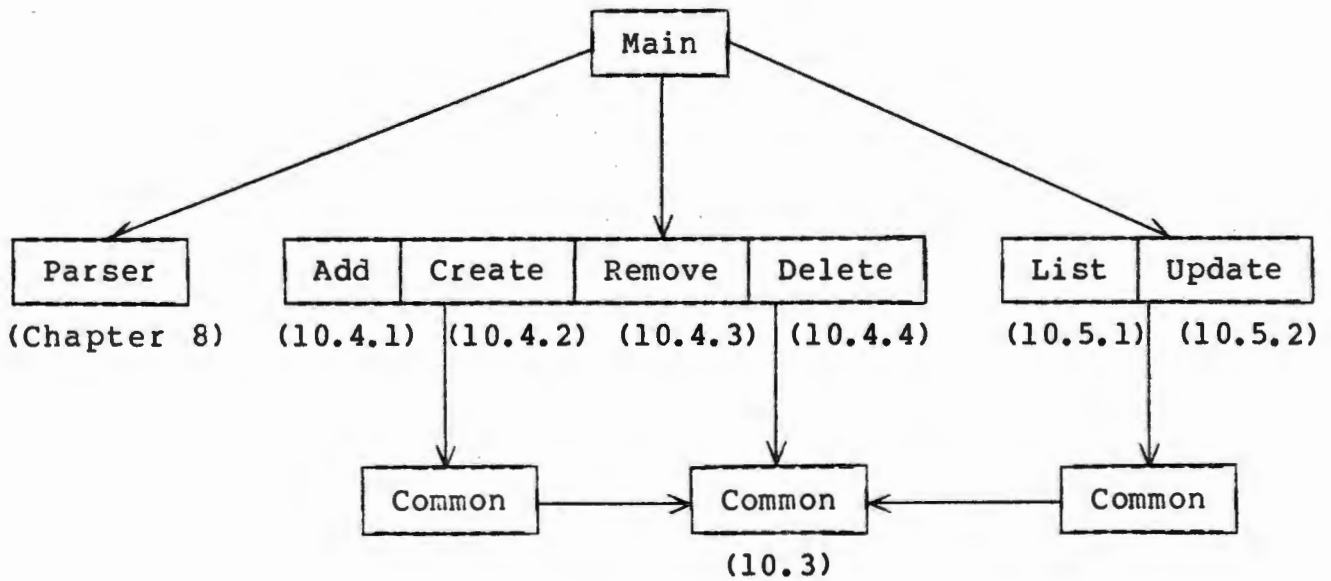 Main
Parser Add Create Remove Delete List Update
(Chapter 8) (10.4.1) (10.4.2) (10.4.3) (10.4.4) (10.5.1) (10.5.2)
Common Common Common
(10.3)